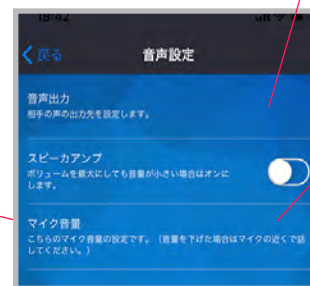 19:42
戻る
音声設定
音声出力
相手の声の出力先を設定します。
スピーカアンプ
ボリュームを最大にしても音量が小さい場合はオンに
します。
マイク音量
こちらのマイク音量の設定です。（音量を下げた場合はマイクの近くで話
してください。）